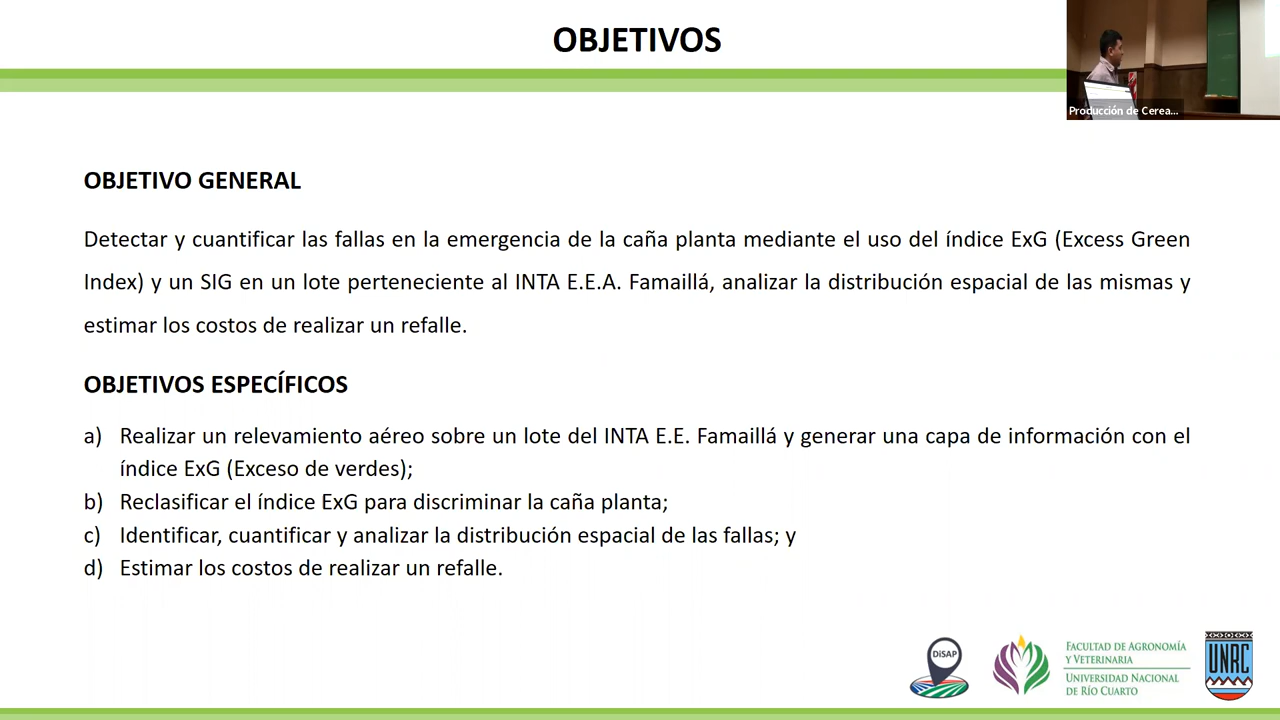 OBJETIVOS
Producción de Cerea...
OBJETIVO GENERAL
Detectar y cuantificar las fallas en la emergencia de la caña planta mediante el uso del índice ExG (Excess Green
Index) y un SIG en un lote perteneciente al INTA E.E.A. Famaillá, analizar la distribución espacial de las mismas y
estimar los costos de realizar un refalle.
OBJETIVOS ESPECÍFICOS
a) Realizar un relevamiento aéreo sobre un lote del INTA E.E. Famaillá y generar una capa de información con el
índice ExG (Exceso de verdes);
b) Reclasificar el índice ExG para discriminar la caña planta;
c) Identificar, cuantificar y analizar la distribución espacial de las fallas; y
d) Estimar los costos de realizar un refalle.
DiSAP
FACULTAD DE AGRONOMÍA
Y VETERINARIA
UNIVERSIDAD NACIONAL
DE RÍO CUARTO
UNRC